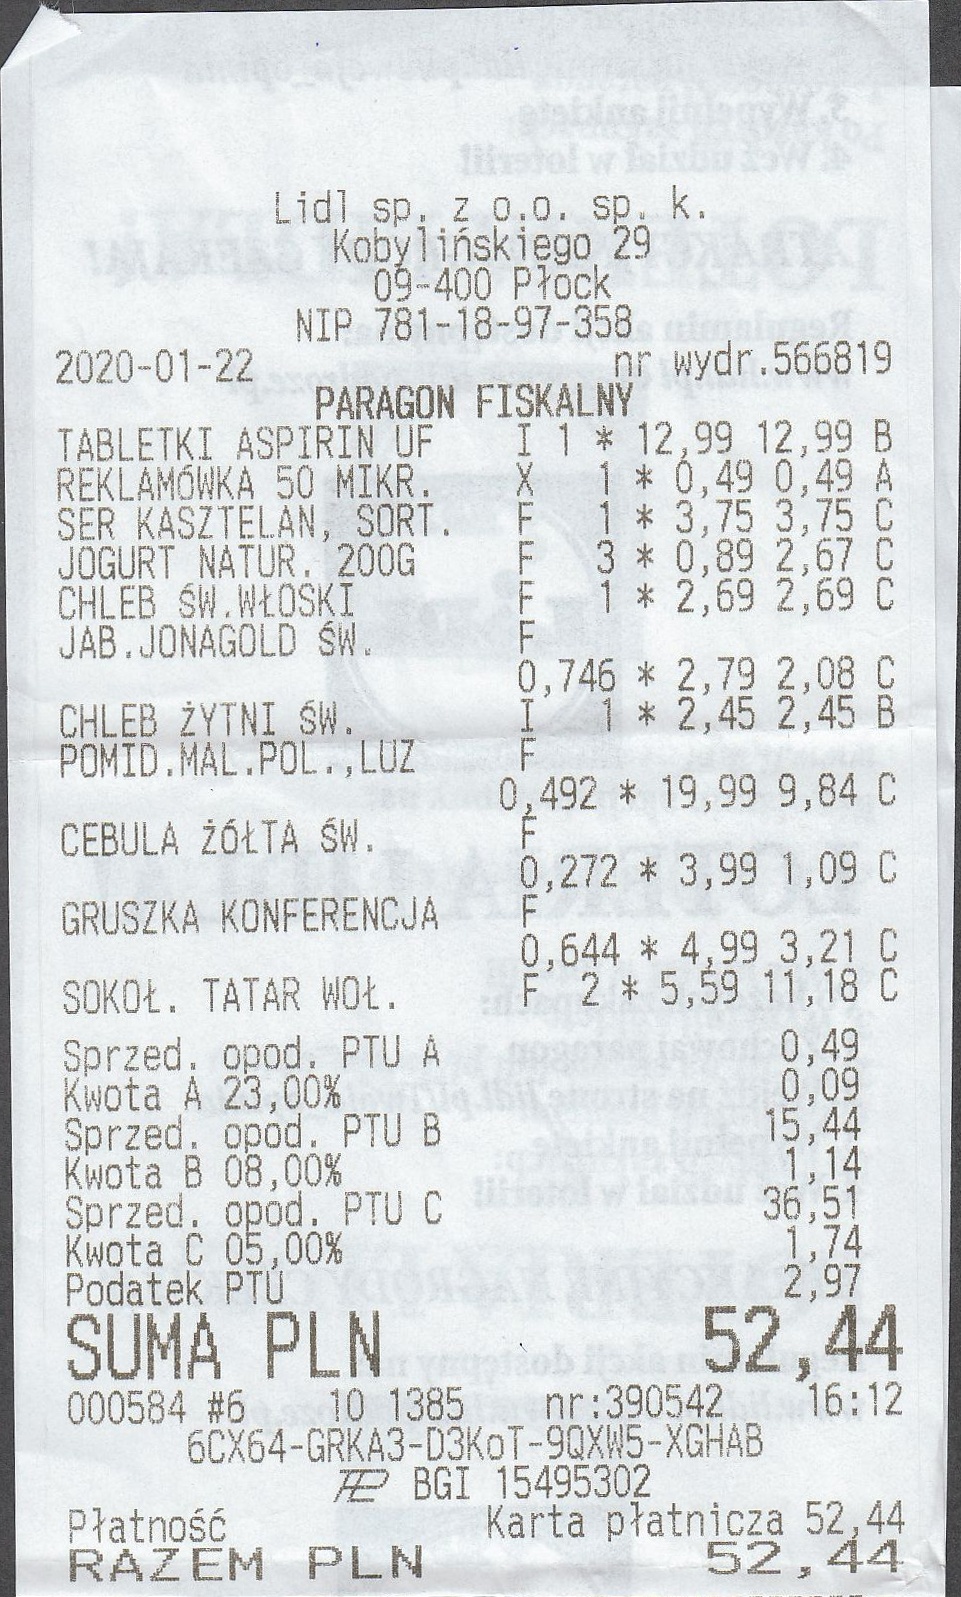 Lidl sp. z o.o. sp. k.
Kobylińskiego 29
09-400 Płock
NIP 781-18-97-358
2020-01-22 nr wydr.566819
PARAGON FISKALNY
TABLETKI ASPIRIN UF I 1 * 12,99 12,99 B
REKLAMÓWKA 50 MIKR. X 1 * 0,49 0,49 A
SER KASZTELAN, SORT. F 1 * 3,75 3,75 C
JOGURT NATUR. 200G F 3 * 0,89 2,67 C
CHLEB ŚW.WŁOSKI F 1 * 2,69 2,69 C
JAB.JONAGOLD ŚW. F
0,746 * 2,79 2,08 C
CHLEB ŻYTNI ŚW. I 1 * 2,45 2,45 B
POMID.MAL.POL.,LUZ F
0,492 * 19,99 9,84 C
CEBULA ŻÓŁTA ŚW. F
0,272 * 3,99 1,09 C
GRUSZKA KONFERENCJA F
0,644 * 4,99 3,21 C
SOKOŁ. TATAR WOŁ. F 2 * 5,59 11,18 C
Sprzed. opod. PTU A 0,49
Kwota A 23,00% 0,09
Sprzed. opod. PTU B 15,44
Kwota B 08,00% 1,14
Sprzed. opod. PTU C 36,51
Kwota C 05,00% 1,74
Podatek PTU 2,97
SUMA PLN 52,44
000584 #6 10 1385 nr:390542 16:12
6CX64-GRKA3-D3KoT-9QXW5-XGHAB
BGI 15495302
Płatność Karta płatnicza 52,44
RAZEM PLN 52,44